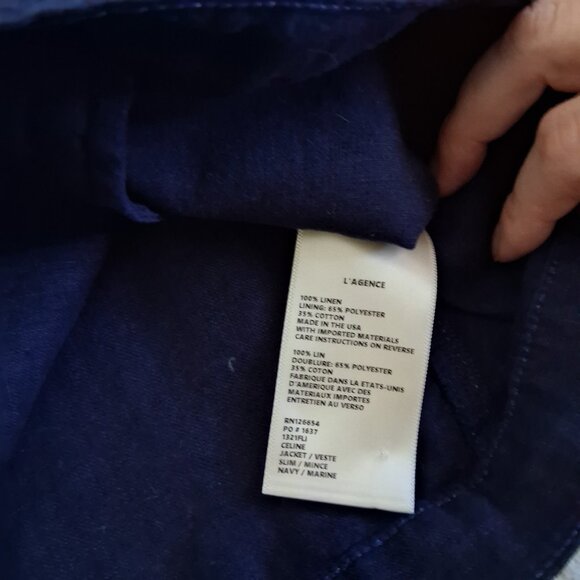 L'AGENCE
100% LINEN
LINING: 65% POLYESTER
35% COTTON
MADE IN THE USA
WITH IMPORTED MATERIALS
CARE INSTRUCTIONS ON REVERSE
100% LIN
DOUBLURE: 65% POLYESTER
35% COTON
FABRIQUE DANS LA ETATS-UNIS
D'AMERIQUE AVEC DES
MATERIAUX IMPORTES
ENTRETIEN AU VERSO
RN126654
PO # 1637
1321FLJ
CELINE
JACKET / VESTE
SLIM / MINCE
NAVY / MARINE